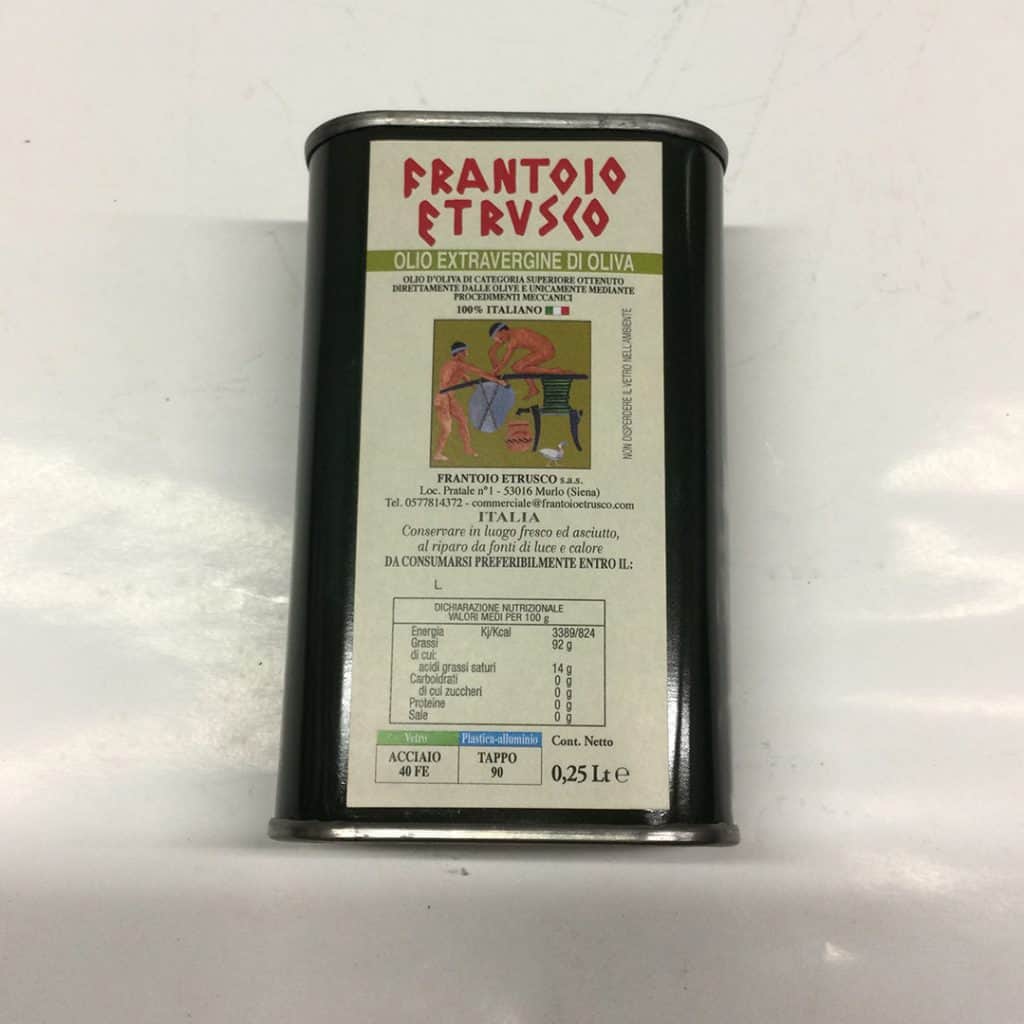 FRANTOIO
ETRVSCO
OLIO EXTRAVERGINE DI OLIVA
OLIO D'OLIVA DI CATEGORIA SUPERIORE OTTENUTO
DIRETTAMENTE DALLE OLIVE E UNICAMENTE MEDIANTE
PROCEDIMENTI MECCANICI
100% ITALIANO
NON DISPERDERE IL VETRO NELL'AMBIENTE
FRANTOIO ETRUSCO s.a.s.
Loc. Pratale n°1 - 53016 Murlo (Siena)
Tel. 0577814372 - commerciale@frantoioetrusco.com
ITALIA
Conservare in luogo fresco ed asciutto,
al riparo da fonti di luce e calore
DA CONSUMARSI PREFERIBILMENTE ENTRO IL:
L.
DICHIARAZIONE NUTRIZIONALE
VALORI MEDI PER 100 g
Energia Kj/Kcal 3389/824
Grassi 92 g
di cui:
acidi grassi saturi 14 g
Carboidrati 0 g
di cui zuccheri 0 g
Proteine 0 g
Sale 0 g
Vetro Plastica-alluminio Cont. Netto
ACCIAIO TAPPO
40 FE 90 0,25 Lt ℮